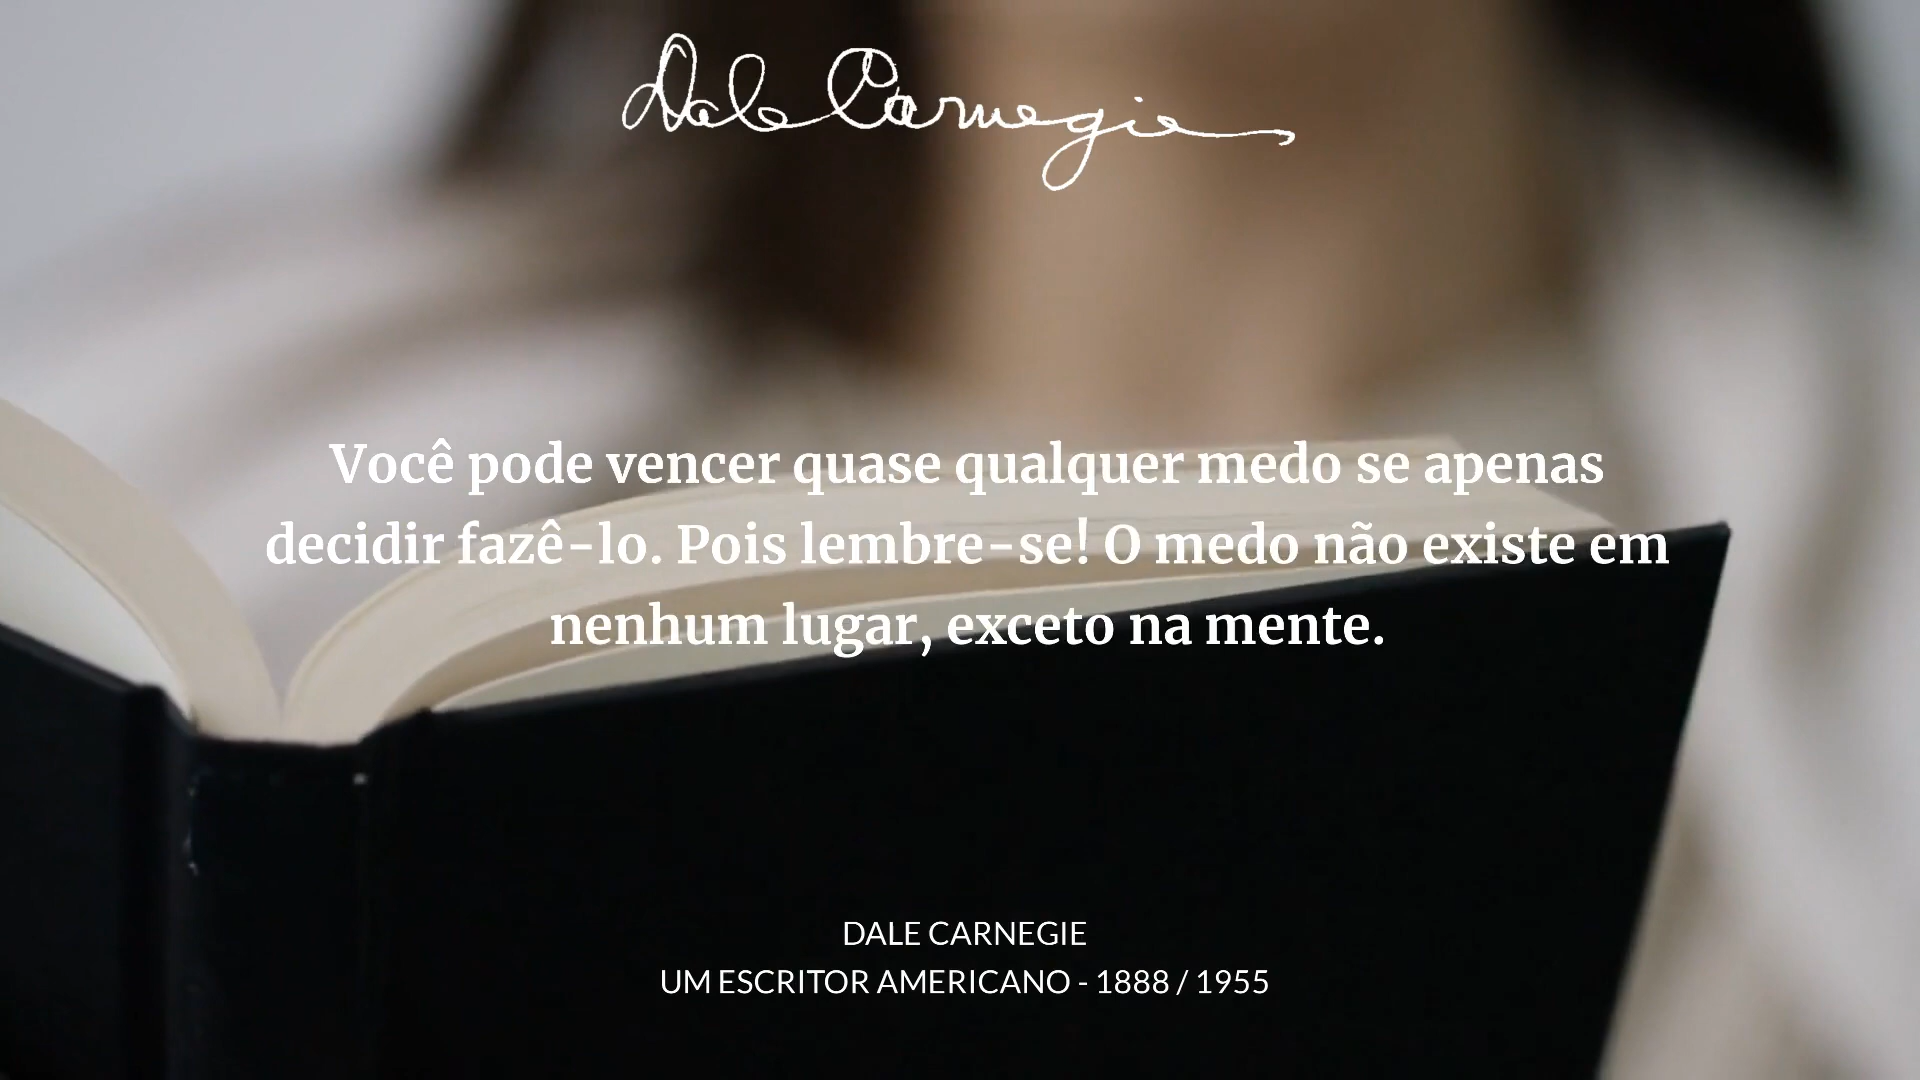 Dale Carnegie
Você pode vencer quase qualquer medo se apenas
decidir fazê-lo. Pois lembre-se! O medo não existe em
nenhum lugar, exceto na mente.
DALE CARNEGIE
UM ESCRITOR AMERICANO - 1888 / 1955